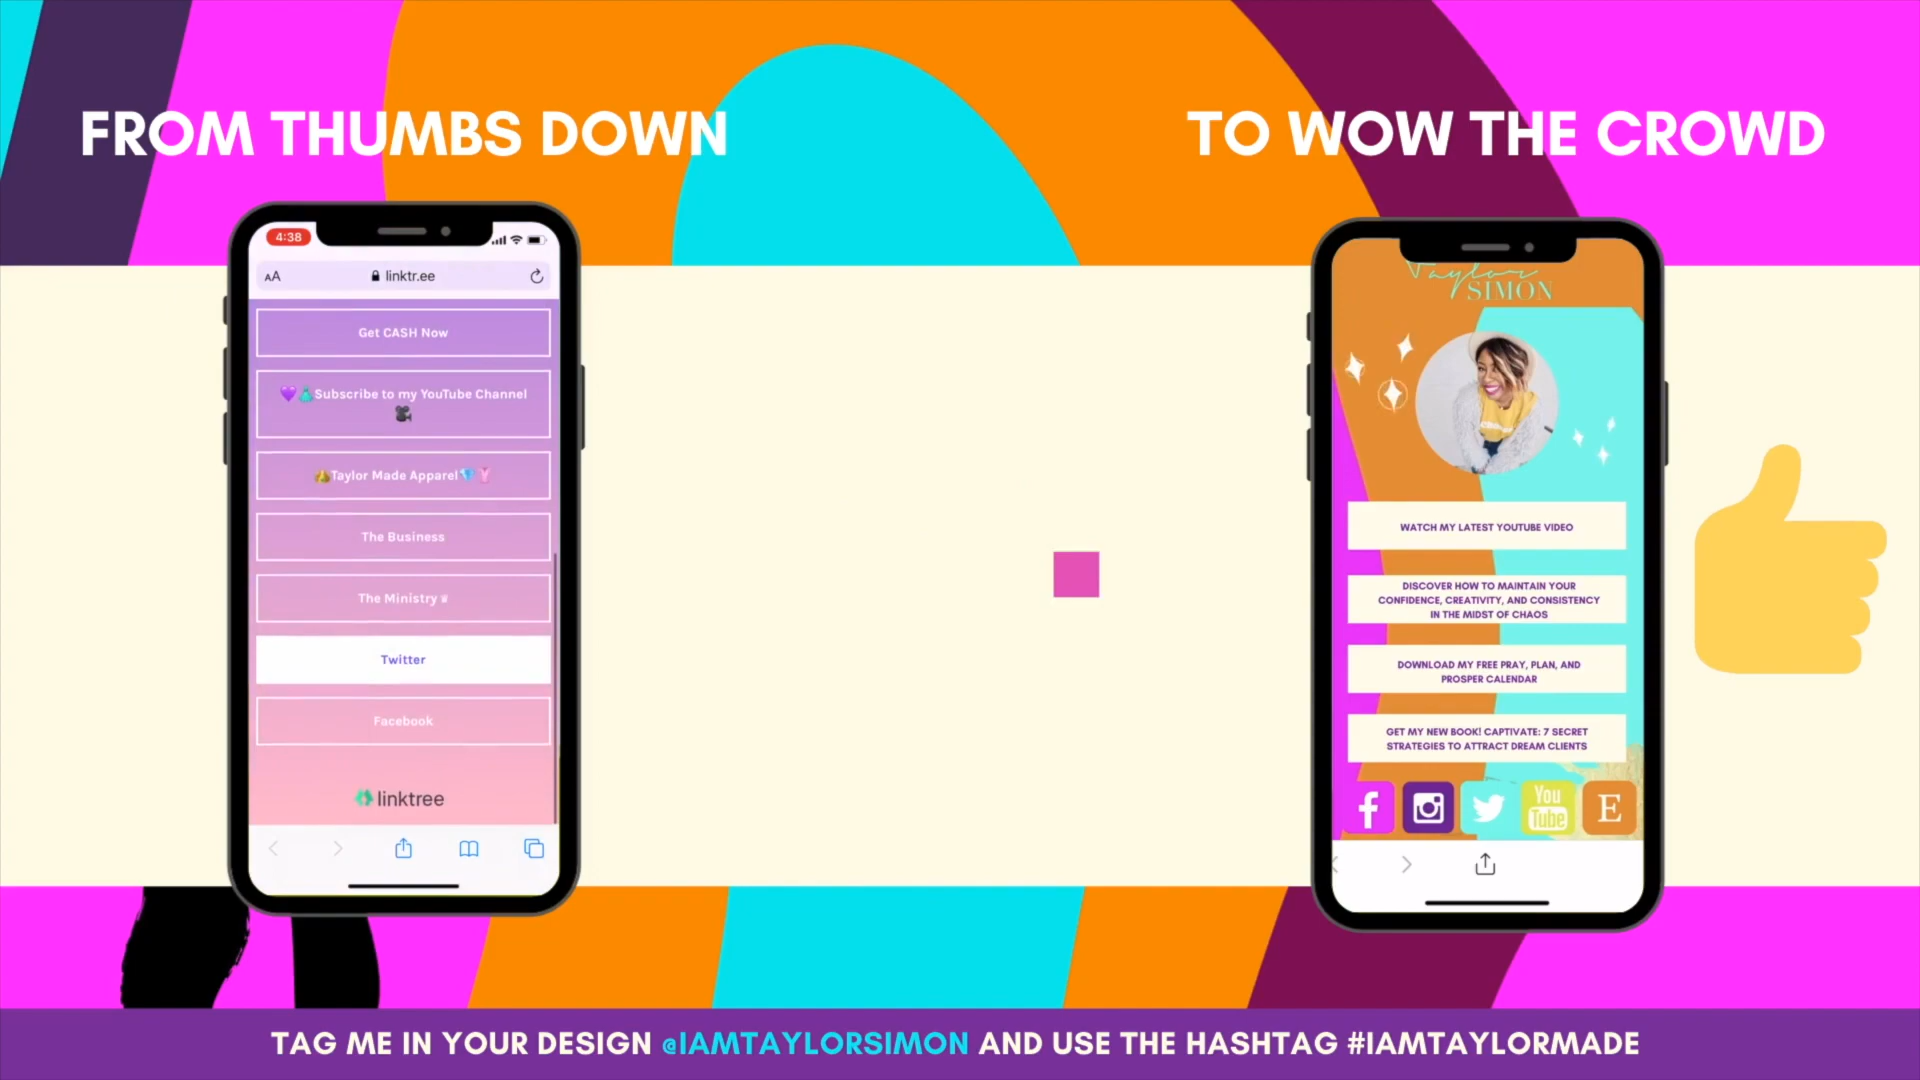 FROM THUMBS DOWN
TO WOW THE CROWD
4:38
AA
linktr.ee
Get CASH Now
Subscribe to my YouTube Channel
Taylor Made Apparel
The Business
The Ministry
Twitter
Facebook
linktree
Taylor
SIMON
WATCH MY LATEST YOUTUBE VIDEO
DISCOVER HOW TO MAINTAIN YOUR
CONFIDENCE, CREATIVITY, AND CONSISTENCY
IN THE MIDST OF CHAOS
DOWNLOAD MY FREE PRAY, PLAN, AND
PROSPER CALENDAR
GET MY NEW BOOK! CAPTIVATE: 7 SECRET
STRATEGIES TO ATTRACT DREAM CLIENTS
You
Tube
E
TAG ME IN YOUR DESIGN @IAMTAYLORSIMON AND USE THE HASHTAG #IAMTAYLORMADE